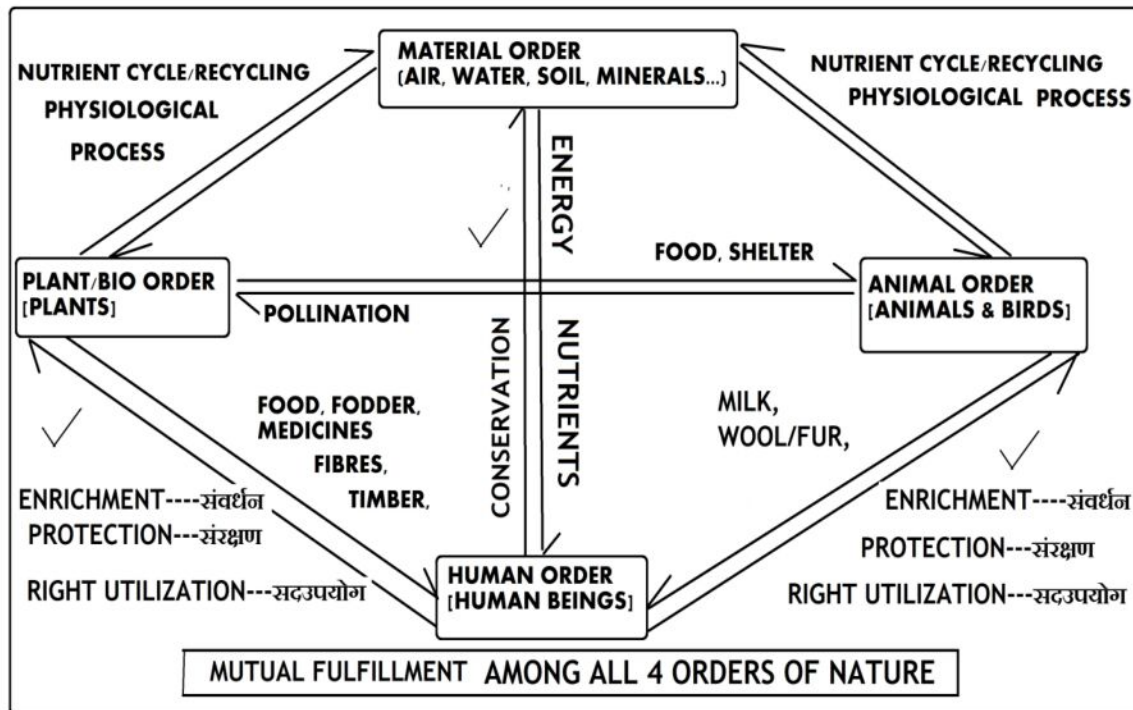 MATERIAL ORDER
[AIR, WATER, SOIL, MINERALS...]
NUTRIENT CYCLE/RECYCLING
PHYSIOLOGICAL
PROCESS
NUTRIENT CYCLE/RECYCLING
PHYSIOLOGICAL PROCESS
ENERGY
NUTRIENTS
CONSERVATION
FOOD, SHELTER
PLANT/BIO ORDER
[PLANTS]
POLLINATION
ANIMAL ORDER
[ANIMALS & BIRDS]
FOOD, FODDER,
MEDICINES
FIBRES,
TIMBER,
MILK,
WOOL/FUR,
ENRICHMENT----संवर्धन
PROTECTION---संरक्षण
RIGHT UTILIZATION---सदउपयोग
ENRICHMENT----संवर्धन
PROTECTION---संरक्षण
RIGHT UTILIZATION---सदउपयोग
HUMAN ORDER
[HUMAN BEINGS]
MUTUAL FULFILLMENT AMONG ALL 4 ORDERS OF NATURE